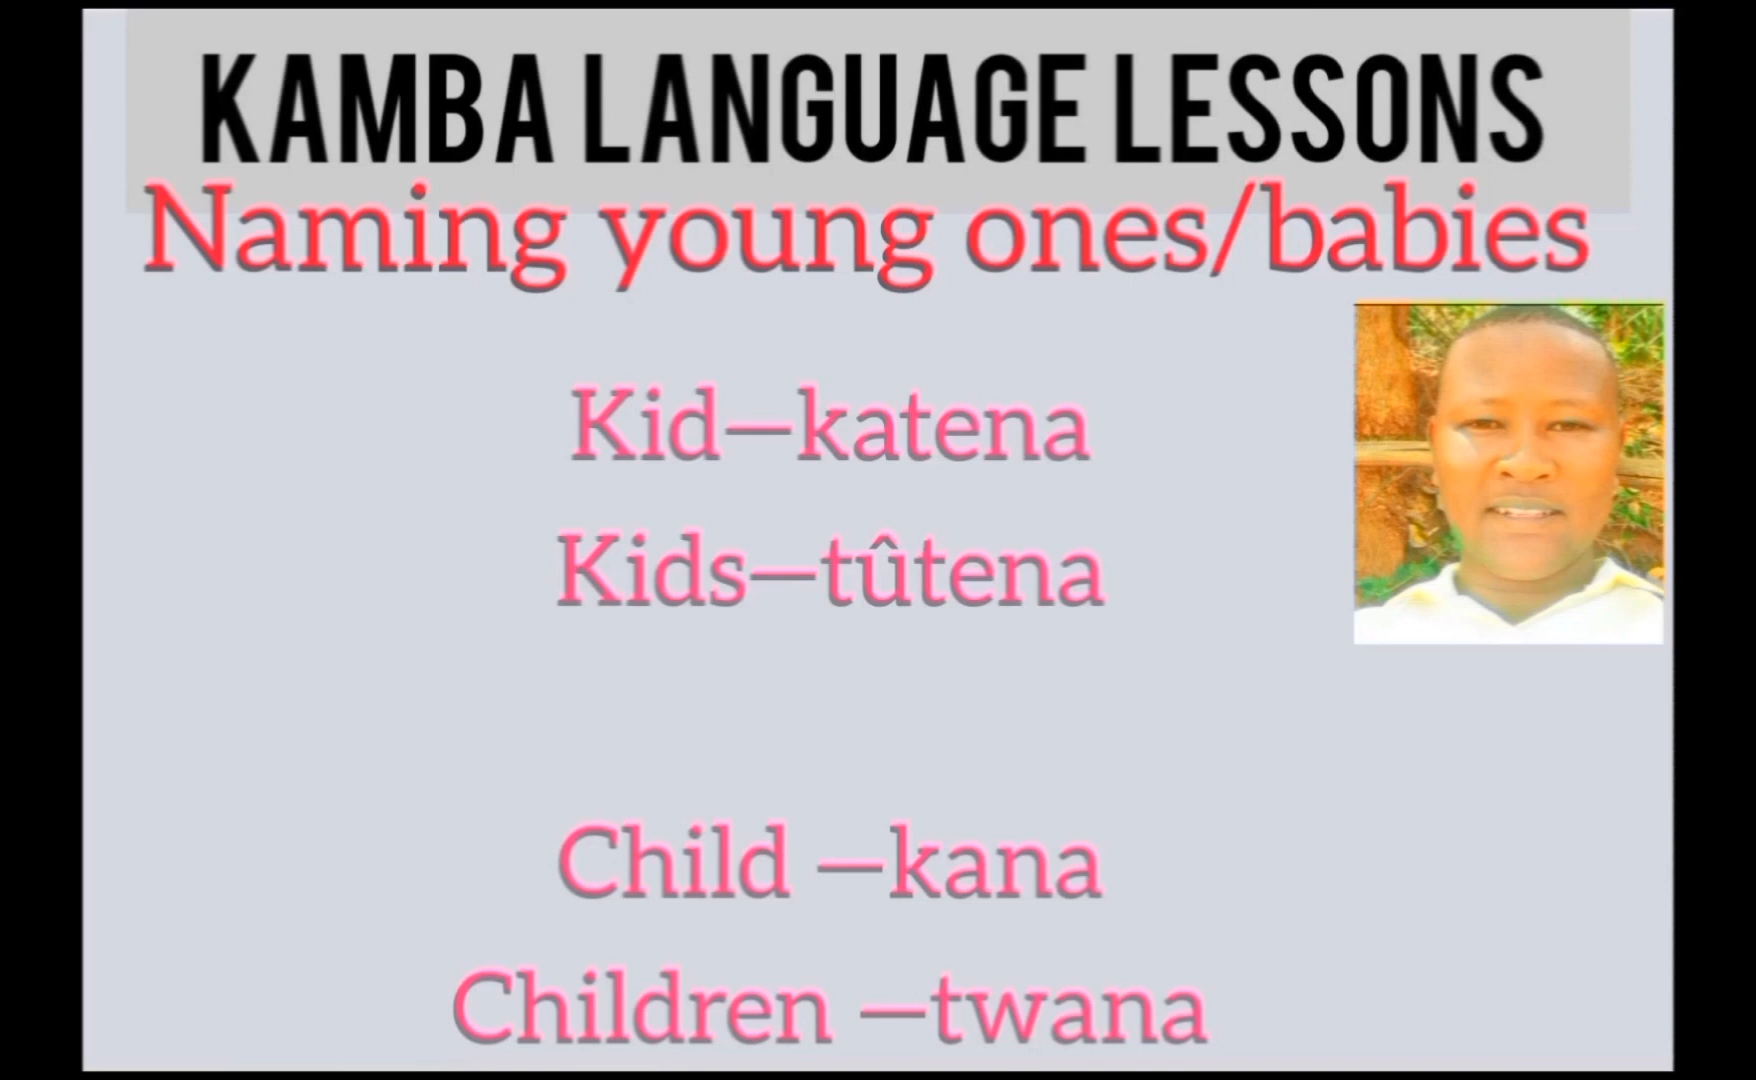 KAMBA LANGUAGE LESSONS
Naming young ones/babies
Kid—katena
Kids—tûtena
Child —kana
Children —twana